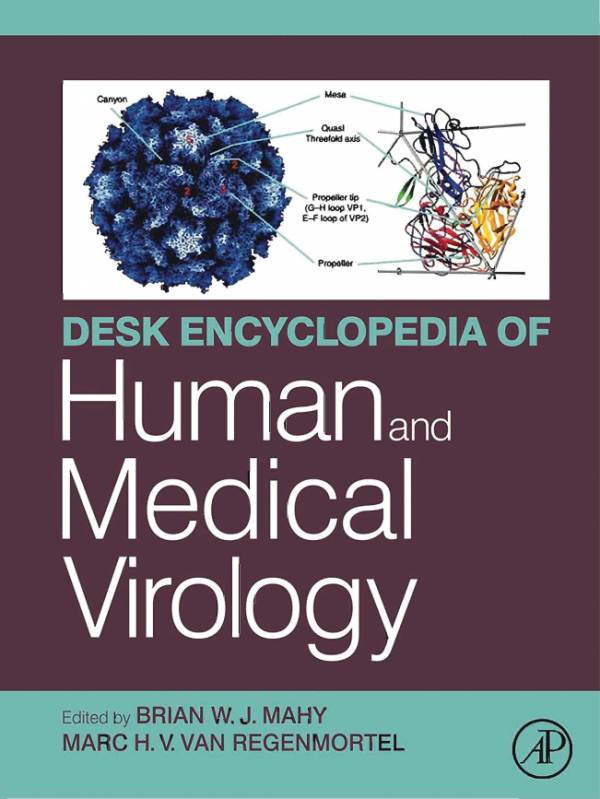 Canyon
Mesa
Quasi
Threefold axis
Propeller tip
(G–H loop VP1,
E–F loop of VP2)
Propeller
5
2
2
3
2
DESK ENCYCLOPEDIA OF
Human and
Medical
Virology
Edited by BRIAN W. J. MAHY
MARC H. V. VAN REGENMORTEL
AP